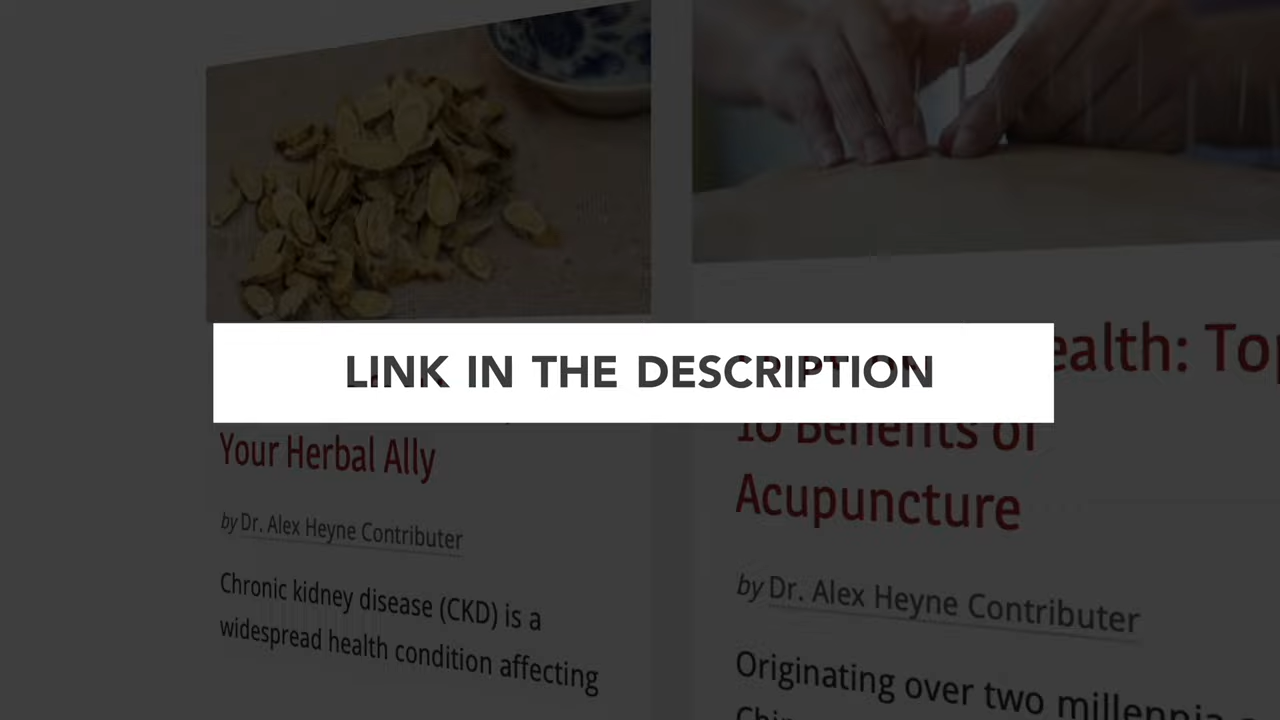 LINK IN THE DESCRIPTION
Your Herbal Ally
by Dr. Alex Heyne Contributer
Chronic kidney disease (CKD) is a
widespread health condition affecting
ealth: Top
10 Benefits of
Acupuncture
by Dr. Alex Heyne Contributer
Originating over two millennia